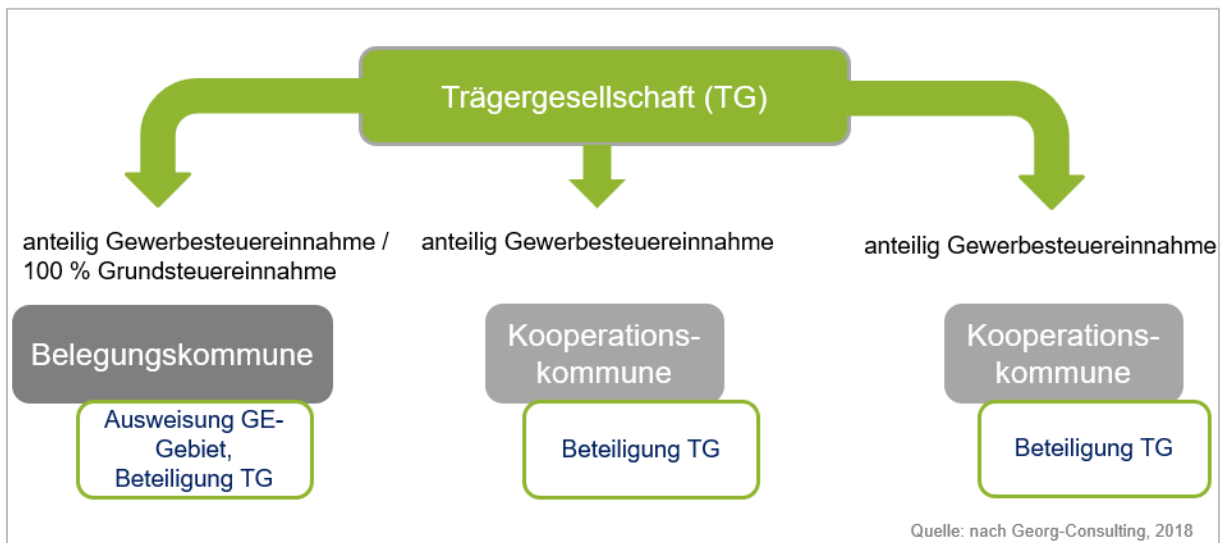 Trägergesellschaft (TG)
anteilig Gewerbesteuereinnahme /
100 % Grundsteuereinnahme
anteilig Gewerbesteuereinnahme
anteilig Gewerbesteuereinnahme
Belegungskommune
Ausweisung GE-
Gebiet,
Beteiligung TG
Kooperations-
kommune
Beteiligung TG
Kooperations-
kommune
Beteiligung TG
Quelle: nach Georg-Consulting, 2018